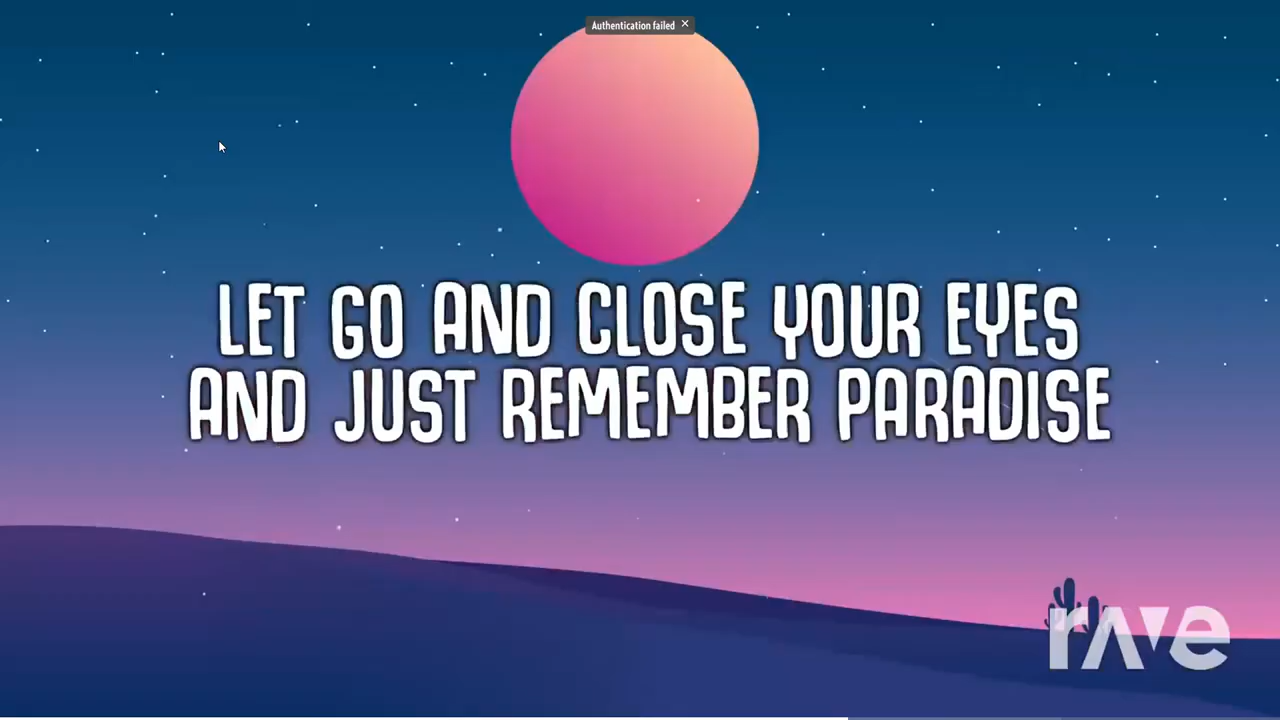 Authentication failed
LET GO AND CLOSE YOUR EYES
AND JUST REMEMBER PARADISE
rave